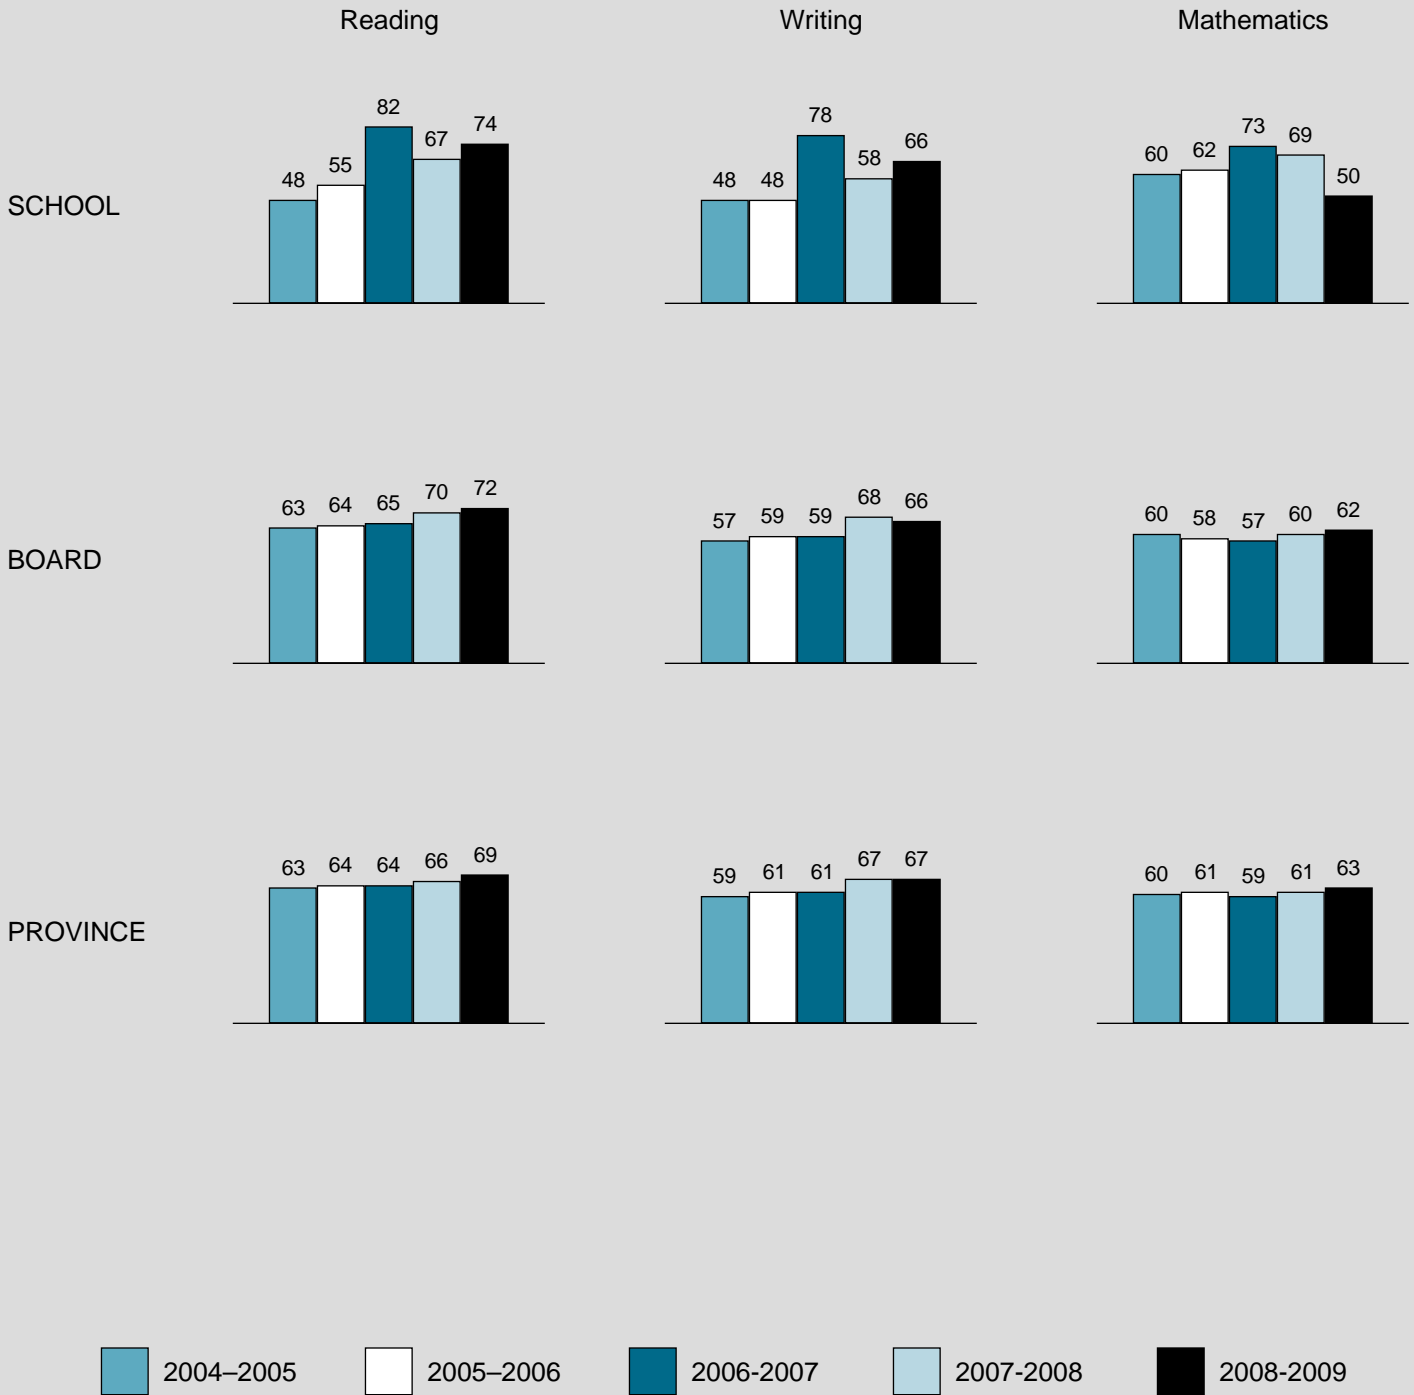 Reading Writing Mathematics
SCHOOL
48 55 82 67 74
48 48 78 58 66
60 62 73 69 50
BOARD
63 64 65 70 72
57 59 59 68 66
60 58 57 60 62
PROVINCE
63 64 64 66 69
59 61 61 67 67
60 61 59 61 63
2004–2005 2005–2006 2006-2007 2007-2008 2008-2009